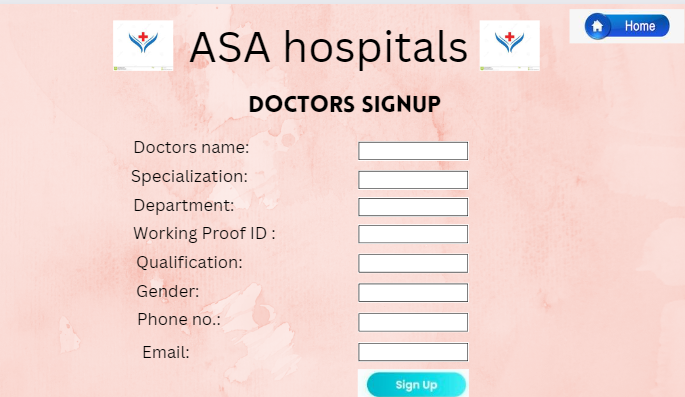 Home
ASA hospitals
DOCTORS SIGNUP
Doctors name:
Specialization:
Department:
Working Proof ID :
Qualification:
Gender:
Phone no.:
Email:
Sign Up